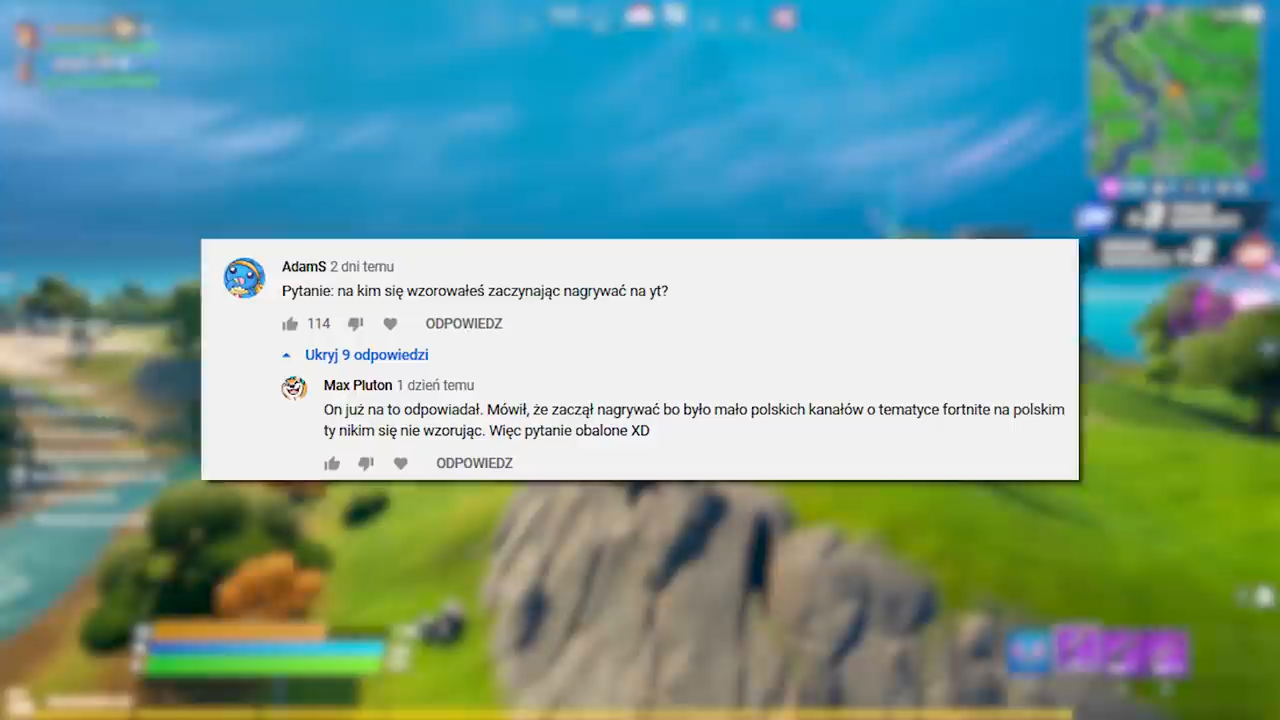 AdamS 2 dni temu
Pytanie: na kim się wzorowałeś zaczynając nagrywać na yt?
114 ODPOWIEDZ
Ukryj 9 odpowiedzi
Max Pluton 1 dzień temu
On już na to odpowiadał. Mówił, że zaczął nagrywać bo było mało polskich kanałów o tematyce fortnite na polskim
ty nikim się nie wzorując. Więc pytanie obalone XD
ODPOWIEDZ